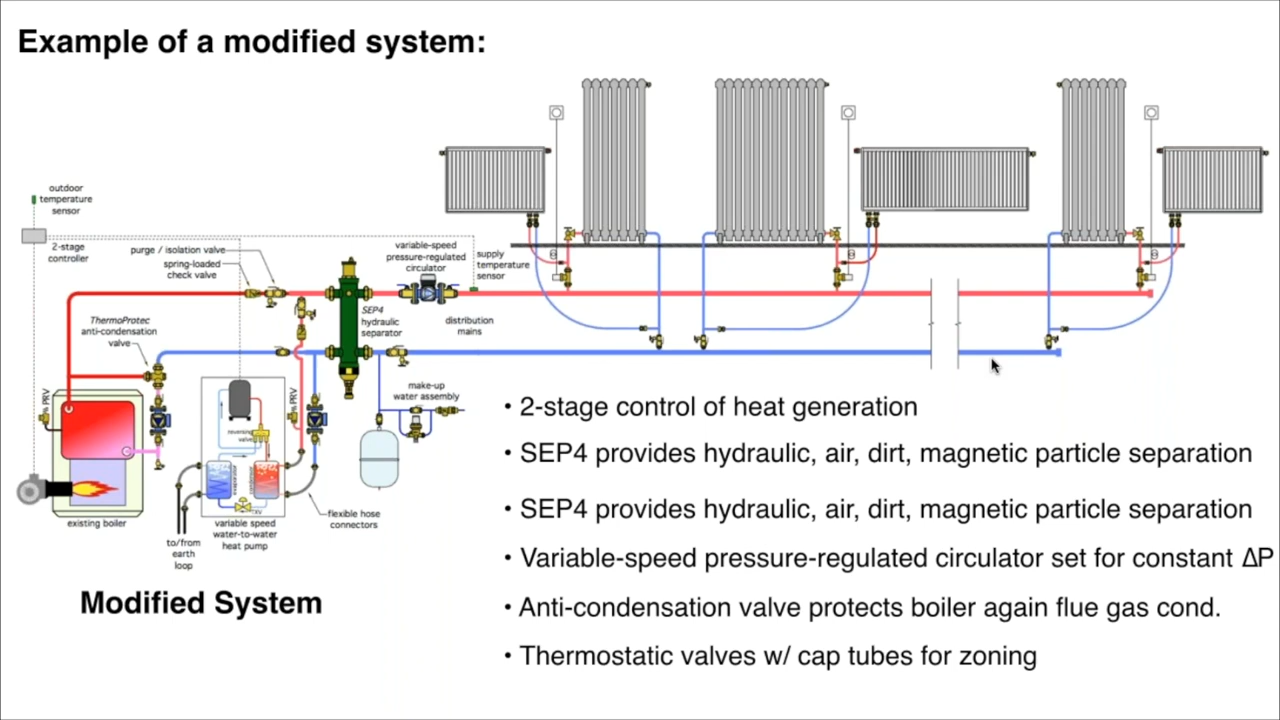 Example of a modified system:
outdoor
temperature
sensor
2-stage
controller
purge / isolation valve
spring-loaded
check valve
variable-speed
pressure-regulated
circulator
supply
temperature
sensor
ThermoProtec
anti-condensation
valve
SEP4
hydraulic
separator
distribution
mains
PRV
PRV
make-up
water assembly
reversing
valve
evaporator
condenser
TXV
existing boiler
variable speed
water-to-water
heat pump
flexible hose
connectors
to/from
earth
loop
Modified System
• 2-stage control of heat generation
• SEP4 provides hydraulic, air, dirt, magnetic particle separation
• SEP4 provides hydraulic, air, dirt, magnetic particle separation
• Variable-speed pressure-regulated circulator set for constant ΔP
• Anti-condensation valve protects boiler again flue gas cond.
• Thermostatic valves w/ cap tubes for zoning